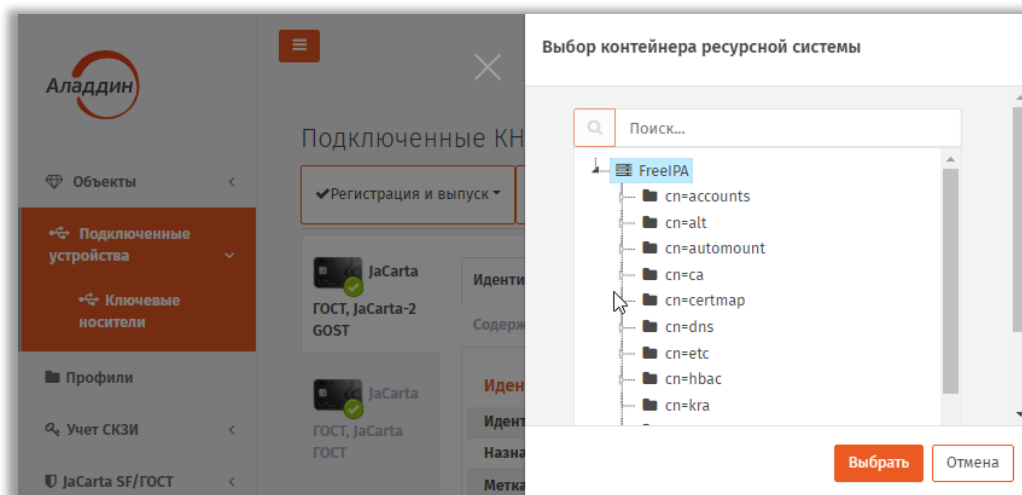 Аладдин
Объекты
Подключенные
устройства
Ключевые
носители
Профили
Учет СКЗИ
JaCarta SF/ГОСТ
Подключенные КН
Регистрация и выпуск
JaCarta
ГОСТ, JaCarta-2
GOST
JaCarta
ГОСТ, JaCarta
ГОСТ
Иденти
Содерж
Иден
Идент
Назна
Метка
Выбор контейнера ресурсной системы
Поиск...
FreeIPA
cn=accounts
cn=alt
cn=automount
cn=ca
cn=certmap
cn=dns
cn=etc
cn=hbac
cn=kra
Выбрать
Отмена